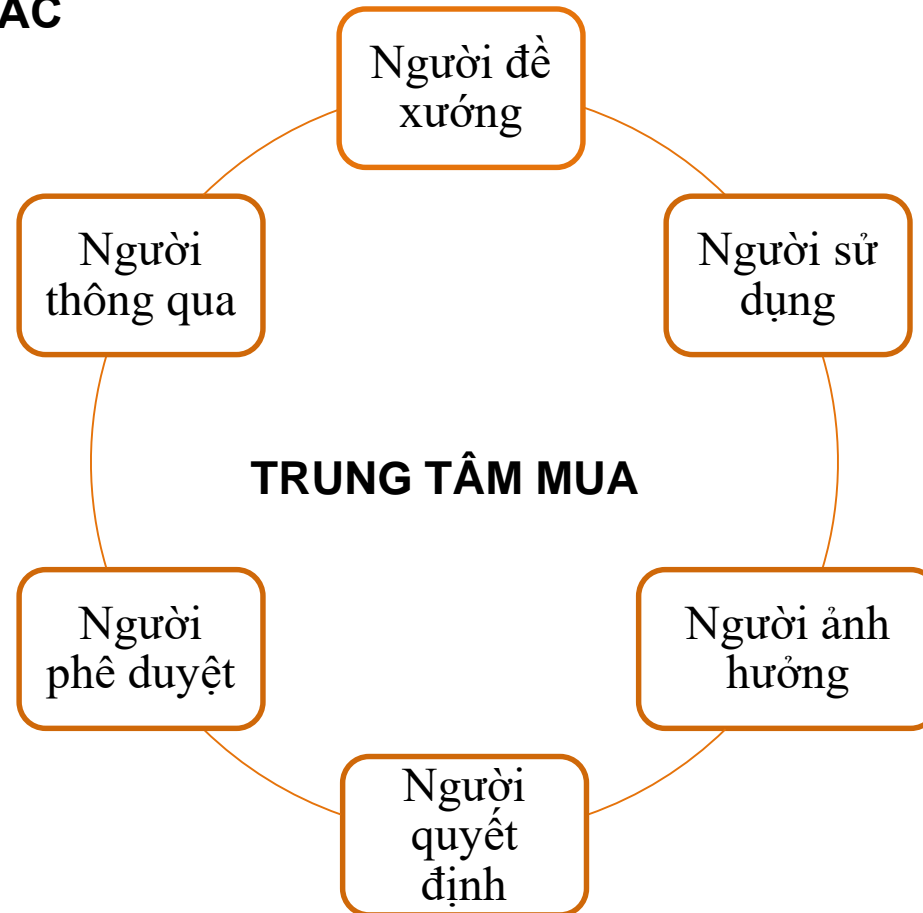 ÁC
Người đề
xướng
Người
thông qua
Người sử
dụng
TRUNG TÂM MUA
Người
phê duyệt
Người ảnh
hưởng
Người
quyết
định